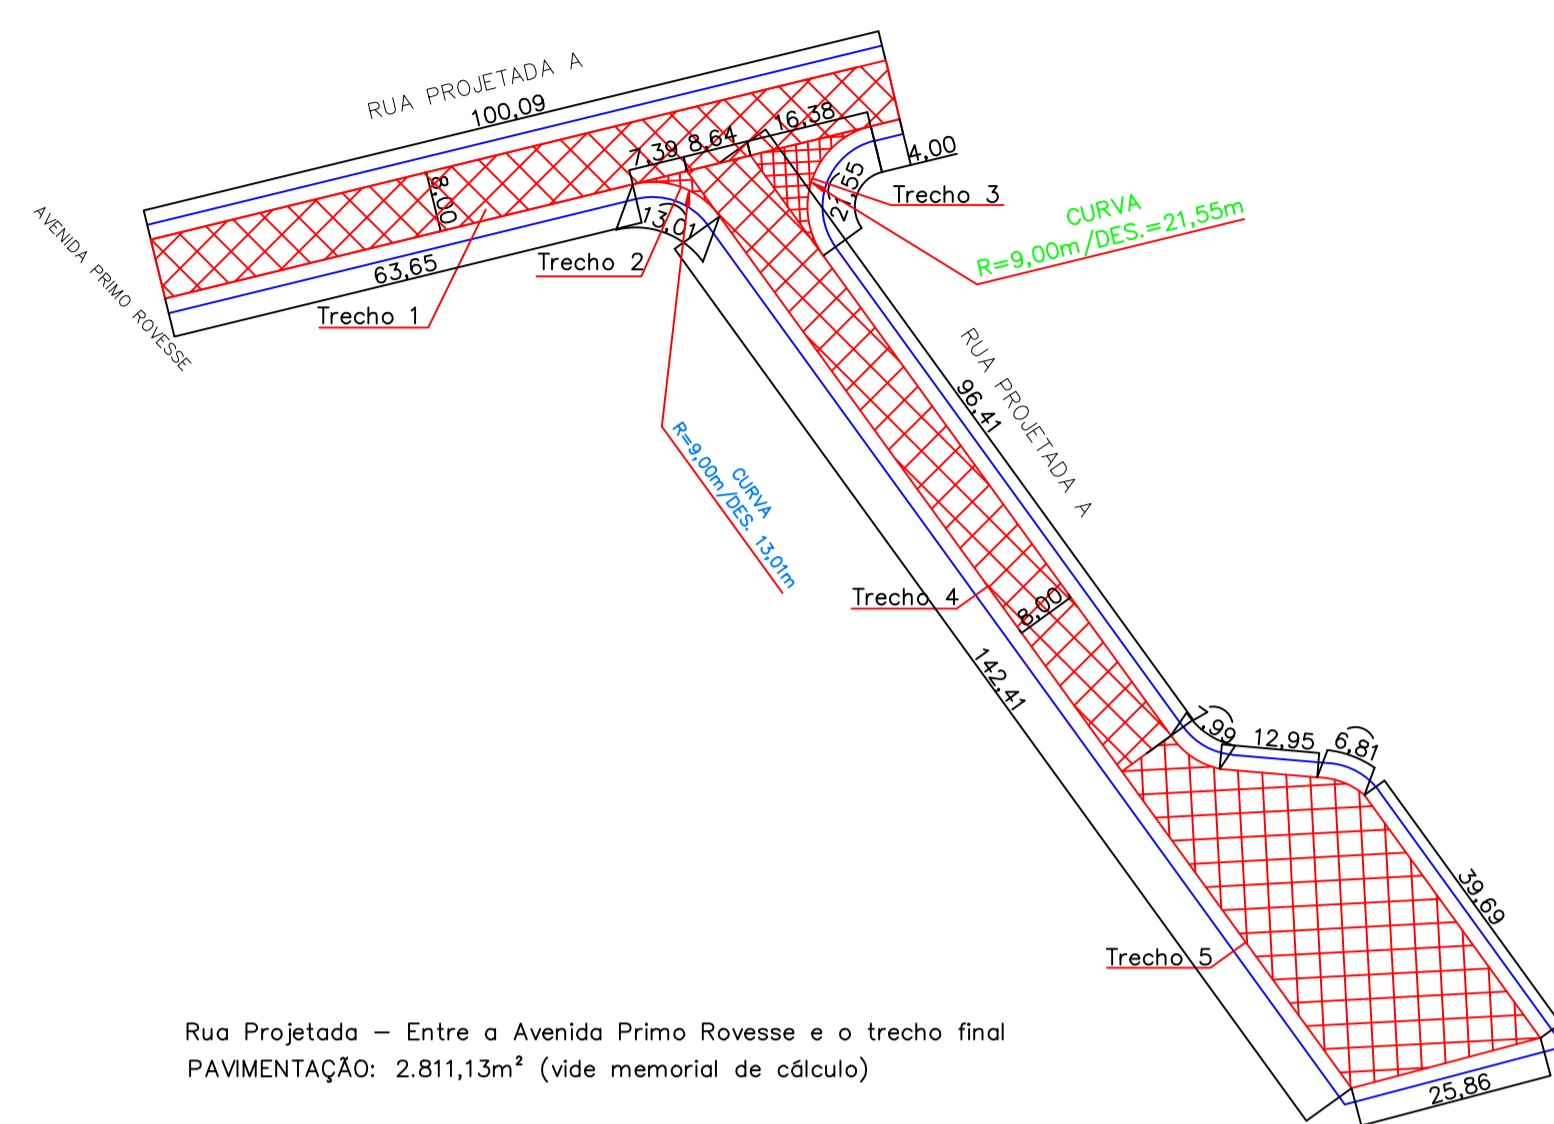 RUA PROJETADA A
100,09
AVENIDA PRIMO ROVESSE
8,00
63,65
Trecho 1
7,39
8,64
16,38
4,00
13,01
Trecho 2
21,55
Trecho 3
CURVA
R=9,00m/DES.=21,55m
CURVA
R=9,00m/DES. 13,01m
RUA PROJETADA A
96,41
Trecho 4
8,00
142,41
7,99
12,95
6,81
39,69
Trecho 5
25,86
Rua Projetada – Entre a Avenida Primo Rovesse e o trecho final
PAVIMENTAÇÃO: 2.811,13m² (vide memorial de cálculo)